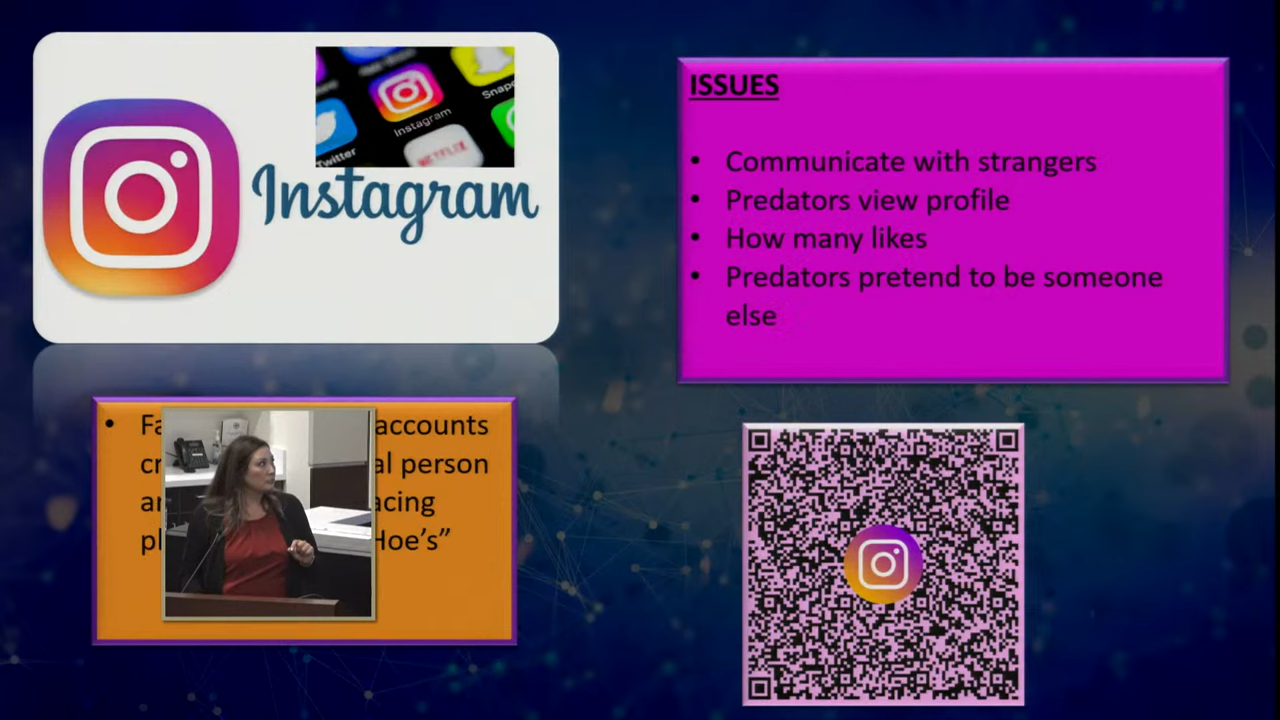 Instagram
Twitter
Instagram
Snapc
NETFLIX
ISSUES
• Communicate with strangers
• Predators view profile
• How many likes
• Predators pretend to be someone
else
• Fa accounts
cr al person
ar acing
pl Hoe's”